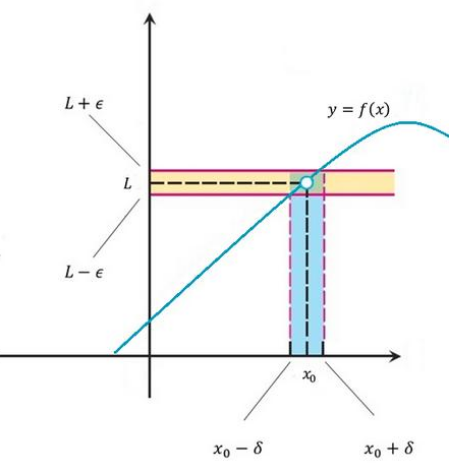 L + ϵ
y = f(x)
L
L − ϵ
x₀
x₀ − δ
x₀ + δ